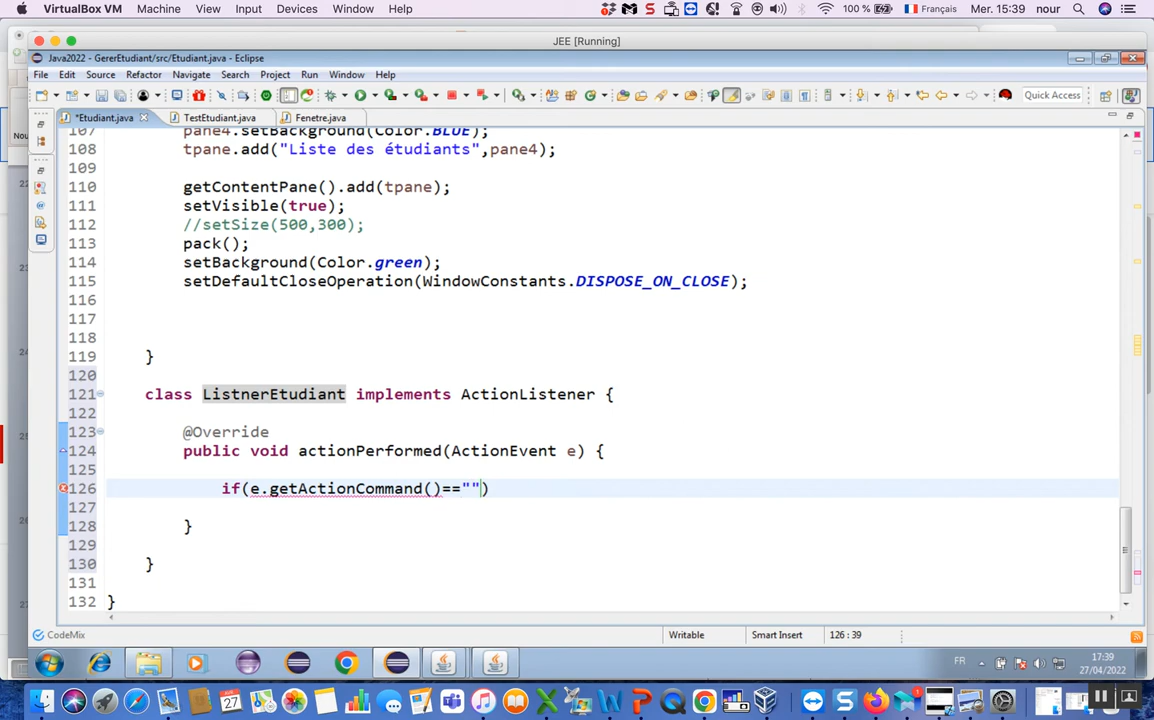 VirtualBox VM Machine View Input Devices Window Help 100 % Français Mer. 15:39 nour
JEE [Running]
Java2022 - GererEtudiant/src/Etudiant.java - Eclipse
File Edit Source Refactor Navigate Search Project Run Window Help
Quick Access
*Etudiant.java TestEtudiant.java Fenetre.java
107 pane4.setBackground(Color.BLUE);
108 tpane.add("Liste des étudiants",pane4);
109
110 getContentPane().add(tpane);
111 setVisible(true);
112 //setSize(500,300);
113 pack();
114 setBackground(Color.green);
115 setDefaultCloseOperation(WindowConstants.DISPOSE_ON_CLOSE);
116
117
118
119 }
120
121 class ListnerEtudiant implements ActionListener {
122
123 @Override
124 public void actionPerformed(ActionEvent e) {
125
126 if(e.getActionCommand()=="")
127
128 }
129
130 }
131
132 }
CodeMix Writable Smart Insert 126 : 39
FR 17:39
27/04/2022